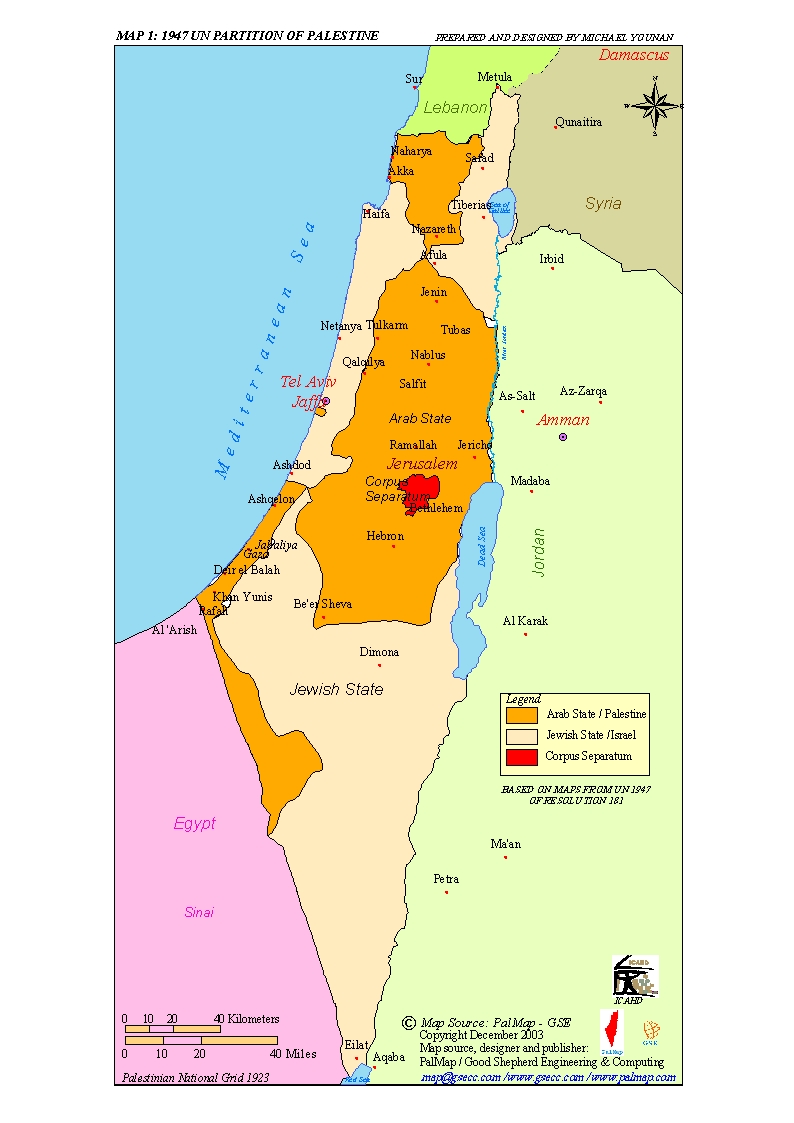 MAP 1: 1947 UN PARTITION OF PALESTINE
PREPARED AND DESIGNED BY MICHAEL YOUNAN
Damascus
Sur
Metula
N
W
E
S
Lebanon
Qunaitira
Naharya
Safad
Akka
Syria
Haifa
Tiberias
Sea of
Galilee
Nazareth
Afula
Irbid
Mediterranean Sea
Jenin
Netanya
Tulkarm
Tubas
River Jordan
Nablus
Qalqilya
Tel Aviv
Jaffa
Salfit
As-Salt
Az-Zarqa
Arab State
Amman
Ramallah
Jericho
Ashdod
Jerusalem
Corpus
Separatum
Madaba
Ashqelon
Bethlehem
Hebron
Dead Sea
Jordan
Jabaliya
Gaza
Deir el Balah
Khan Yunis
Rafah
Be'er Sheva
Al 'Arish
Al Karak
Dimona
Jewish State
Legend
Arab State / Palestine
Jewish State /Israel
Corpus Separatum
BASED ON MAPS FROM UN 1947
OF RESOLUTION 181
Egypt
Ma'an
Petra
Sinai
ICAHD
ICAHD
0 10 20 40 Kilometers
0 10 20 40 Miles
Palestinian National Grid 1923
Eilat
Aqaba
Red Sea
© Map Source: PalMap - GSE
Copyright December 2003
Map source, designer and publisher:
PalMap / Good Shepherd Engineering & Computing
map@gsecc.com /www.gsecc.com /www.palmap.com
PalMap
GSE